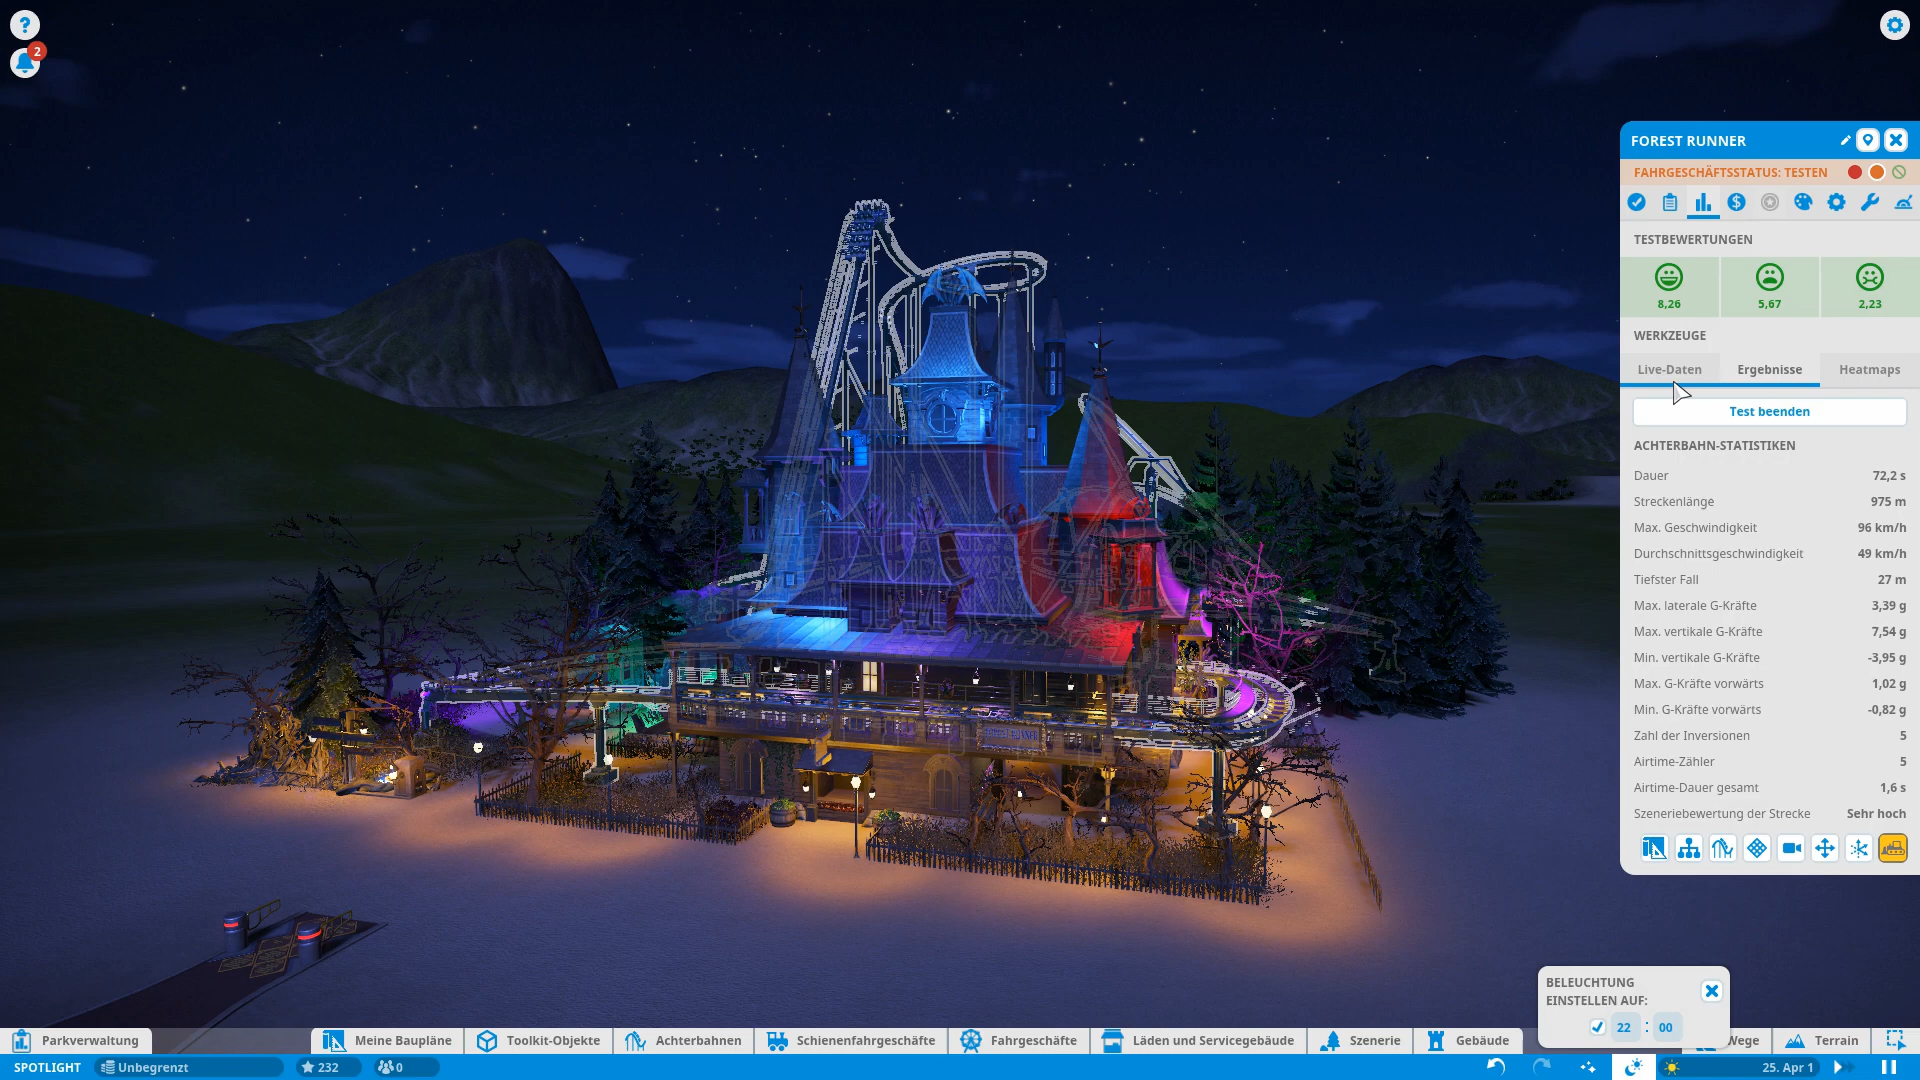 ?
2
FOREST RUNNER
FAHRGESCHÄFTSSTATUS: TESTEN
TESTBEWERTUNGEN
8,26 5,67 2,23
WERKZEUGE
Live-Daten Ergebnisse Heatmaps
Test beenden
ACHTERBAHN-STATISTIKEN
Dauer 72,2 s
Streckenlänge 975 m
Max. Geschwindigkeit 96 km/h
Durchschnittsgeschwindigkeit 49 km/h
Tiefster Fall 27 m
Max. laterale G-Kräfte 3,39 g
Max. vertikale G-Kräfte 7,54 g
Min. vertikale G-Kräfte -3,95 g
Max. G-Kräfte vorwärts 1,02 g
Min. G-Kräfte vorwärts -0,82 g
Zahl der Inversionen 5
Airtime-Zähler 5
Airtime-Dauer gesamt 1,6 s
Szeneriebewertung der Strecke Sehr hoch
BELEUCHTUNG
EINSTELLEN AUF:
22 : 00
Parkverwaltung Meine Baupläne Toolkit-Objekte Achterbahnen Schienenfahrgeschäfte Fahrgeschäfte Läden und Servicegebäude Szenerie Gebäude Wege Terrain
SPOTLIGHT Unbegrenzt 232 0 25. Apr 1